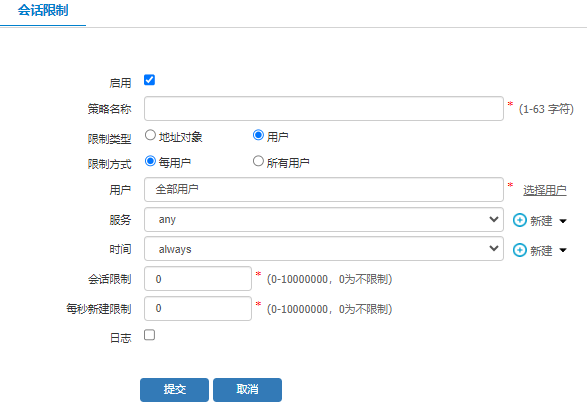 会话限制
启用
策略名称 * (1-63 字符)
限制类型 地址对象 用户
限制方式 每用户 所有用户
用户 全部用户 * 选择用户
服务 any 新建
时间 always 新建
会话限制 0 * (0-10000000，0为不限制)
每秒新建限制 0 * (0-10000000，0为不限制)
日志
提交 取消